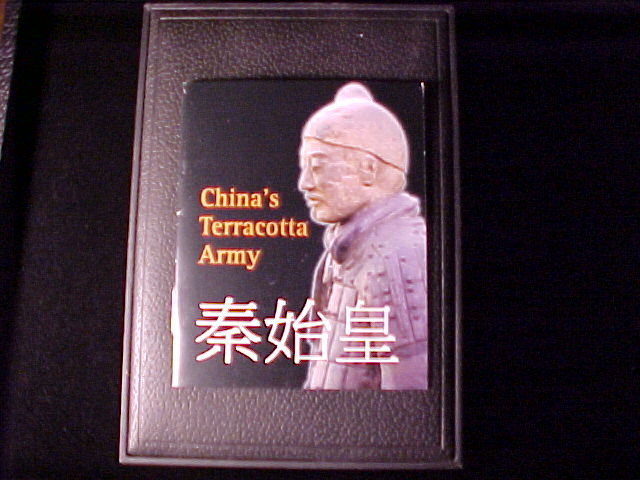 China's
Terracotta
Army
秦始皇